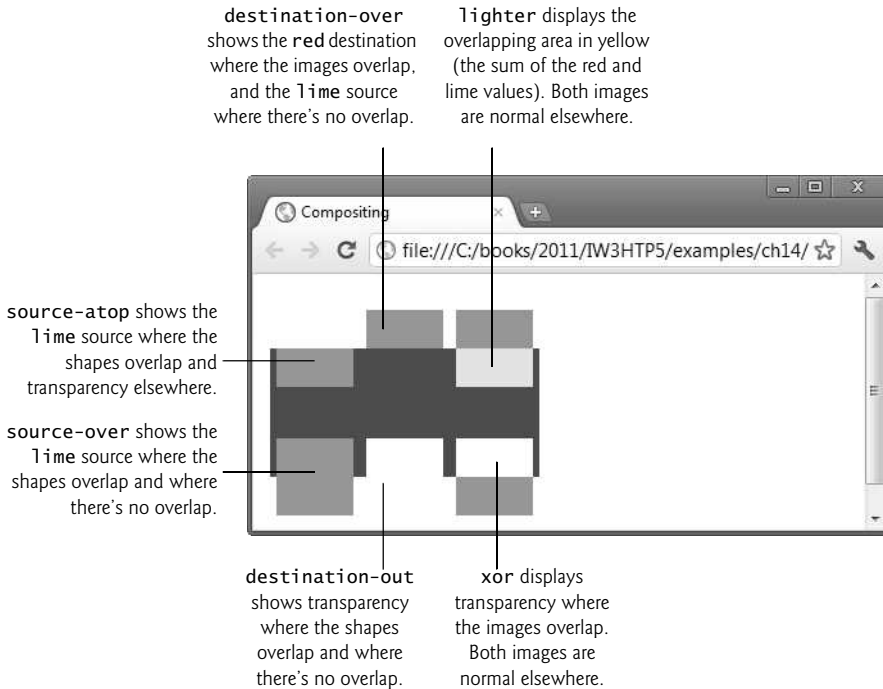 destination-over
shows the red destination
where the images overlap,
and the lime source
where there's no overlap.
lighter displays the
overlapping area in yellow
(the sum of the red and
lime values). Both images
are normal elsewhere.
Compositing
file:///C:/books/2011/IW3HTP5/examples/ch14/
source-atop shows the
lime source where the
shapes overlap and
transparency elsewhere.
source-over shows the
lime source where the
shapes overlap and where
there's no overlap.
destination-out
shows transparency
where the shapes
overlap and where
there's no overlap.
xor displays
transparency where
the images overlap.
Both images are
normal elsewhere.